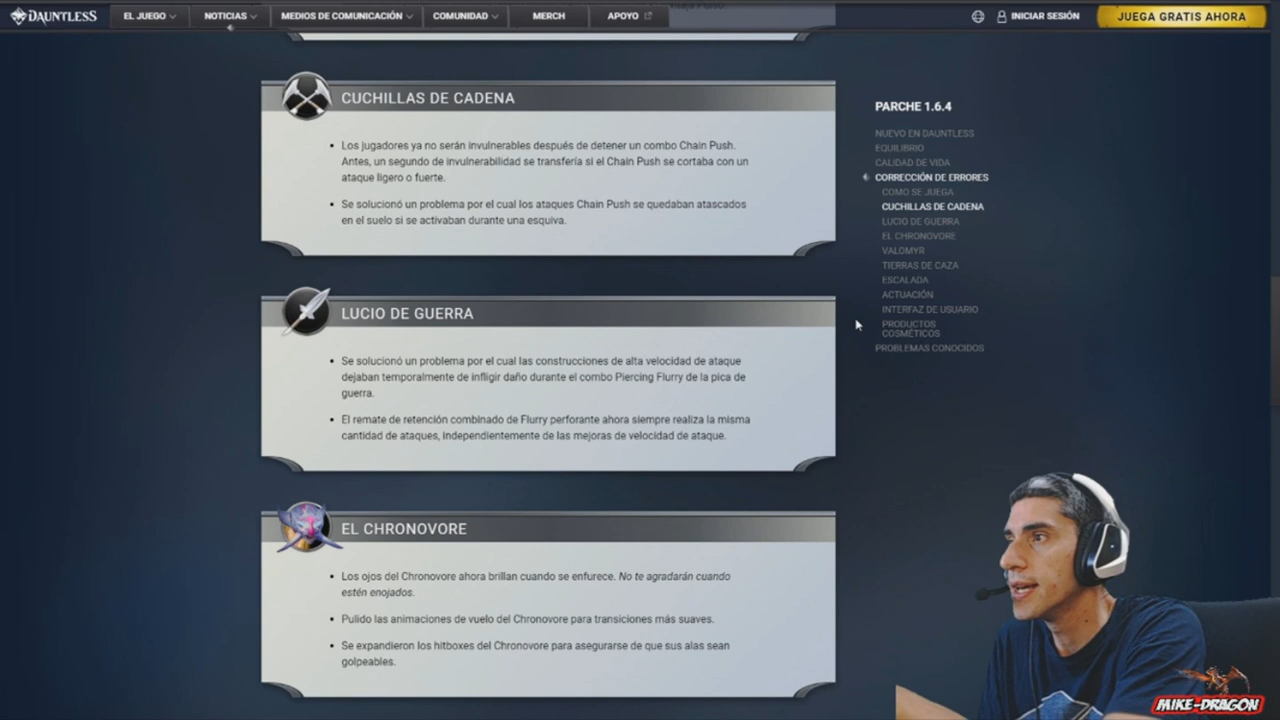 DAUNTLESS
EL JUEGO
NOTICIAS
MEDIOS DE COMUNICACIÓN
COMUNIDAD
MERCH
APOYO
INICIAR SESIÓN
JUEGA GRATIS AHORA
CUCHILLAS DE CADENA
• Los jugadores ya no serán invulnerables después de detener un combo Chain Push.
Antes, un segundo de invulnerabilidad se transfería si el Chain Push se cortaba con un
ataque ligero o fuerte.
• Se solucionó un problema por el cual los ataques Chain Push se quedaban atascados
en el suelo si se activaban durante una esquiva.
LUCIO DE GUERRA
• Se solucionó un problema por el cual las construcciones de alta velocidad de ataque
dejaban temporalmente de infligir daño durante el combo Piercing Flurry de la pica de
guerra.
• El remate de retención combinado de Flurry perforante ahora siempre realiza la misma
cantidad de ataques, independientemente de las mejoras de velocidad de ataque.
EL CHRONOVORE
• Los ojos del Chronovore ahora brillan cuando se enfurece. No te agradarán cuando
estén enojados.
• Pulido las animaciones de vuelo del Chronovore para transiciones más suaves.
• Se expandieron los hitboxes del Chronovore para asegurarse de que sus alas sean
golpeables.
PARCHE 1.6.4
NUEVO EN DAUNTLESS
EQUILIBRIO
CALIDAD DE VIDA
CORRECCIÓN DE ERRORES
COMO SE JUEGA
CUCHILLAS DE CADENA
LUCIO DE GUERRA
EL CHRONOVORE
VALOMYR
TIERRAS DE CAZA
ESCALADA
ACTUACIÓN
INTERFAZ DE USUARIO
PRODUCTOS
COSMÉTICOS
PROBLEMAS CONOCIDOS
MIKE-DRAGON